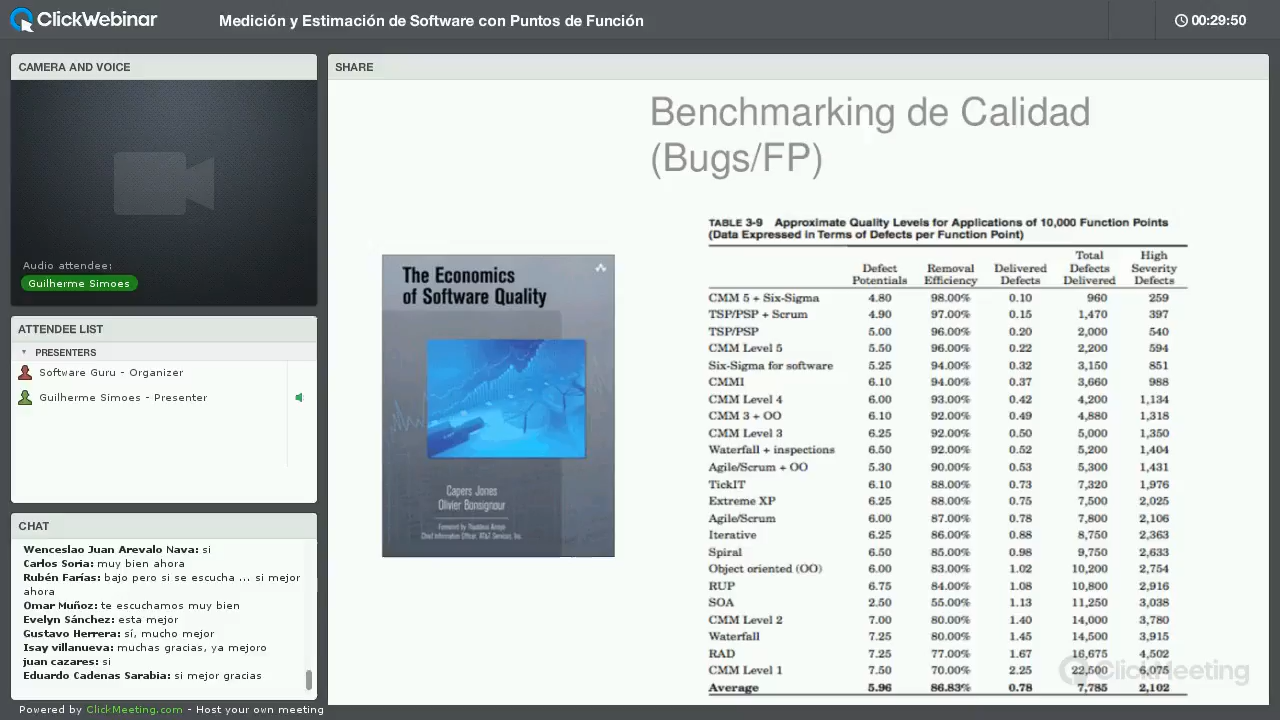 ClickWebinar
Medición y Estimación de Software con Puntos de Función
00:29:50
CAMERA AND VOICE
Audio attendee:
Guilherme Simoes
ATTENDEE LIST
PRESENTERS
Software Guru - Organizer
Guilherme Simoes - Presenter
CHAT
Wenceslao Juan Arevalo Nava: si
Carlos Soria: muy bien ahora
Rubén Farías: bajo pero si se escucha ... si mejor
ahora
Omar Muñoz: te escuchamos muy bien
Evelyn Sánchez: esta mejor
Gustavo Herrera: sí, mucho mejor
Isay villanueva: muchas gracias, ya mejoro
juan cazares: si
Eduardo Cadenas Sarabia: si mejor gracias
Powered by ClickMeeting.com - Host your own meeting
SHARE
Benchmarking de Calidad
(Bugs/FP)
The Economics
of Software Quality
Capers Jones
Olivier Bonsignour
TABLE 3-9 Approximate Quality Levels for Applications of 10,000 Function Points
(Data Expressed in Terms of Defects per Function Point)
Defect Potentials Removal Efficiency Delivered Defects Total Defects Delivered High Severity Defects
CMM 5 + Six-Sigma 4.80 98.00% 0.10 960 259
TSP/PSP + Scrum 4.90 97.00% 0.15 1,470 397
TSP/PSP 5.00 96.00% 0.20 2,000 540
CMM Level 5 5.50 96.00% 0.22 2,200 594
Six-Sigma for software 5.25 94.00% 0.32 3,150 851
CMMI 6.10 94.00% 0.37 3,660 988
CMM Level 4 6.00 93.00% 0.42 4,200 1,134
CMM 3 + OO 6.10 92.00% 0.49 4,880 1,318
CMM Level 3 6.25 92.00% 0.50 5,000 1,350
Waterfall + inspections 6.50 92.00% 0.52 5,200 1,404
Agile/Scrum + OO 5.30 90.00% 0.53 5,300 1,431
TickIT 6.10 88.00% 0.73 7,320 1,976
Extreme XP 6.25 88.00% 0.75 7,500 2,025
Agile/Scrum 6.00 87.00% 0.78 7,800 2,106
Iterative 6.25 86.00% 0.88 8,750 2,363
Spiral 6.50 85.00% 0.98 9,750 2,633
Object oriented (OO) 6.00 83.00% 1.02 10,200 2,754
RUP 6.75 84.00% 1.08 10,800 2,916
SOA 2.50 55.00% 1.13 11,250 3,038
CMM Level 2 7.00 80.00% 1.40 14,000 3,780
Waterfall 7.25 80.00% 1.45 14,500 3,915
RAD 7.25 77.00% 1.67 16,675 4,502
CMM Level 1 7.50 70.00% 2.25 22,500 6,075
Average 5.96 86.83% 0.78 7,785 2,102
ClickMeeting